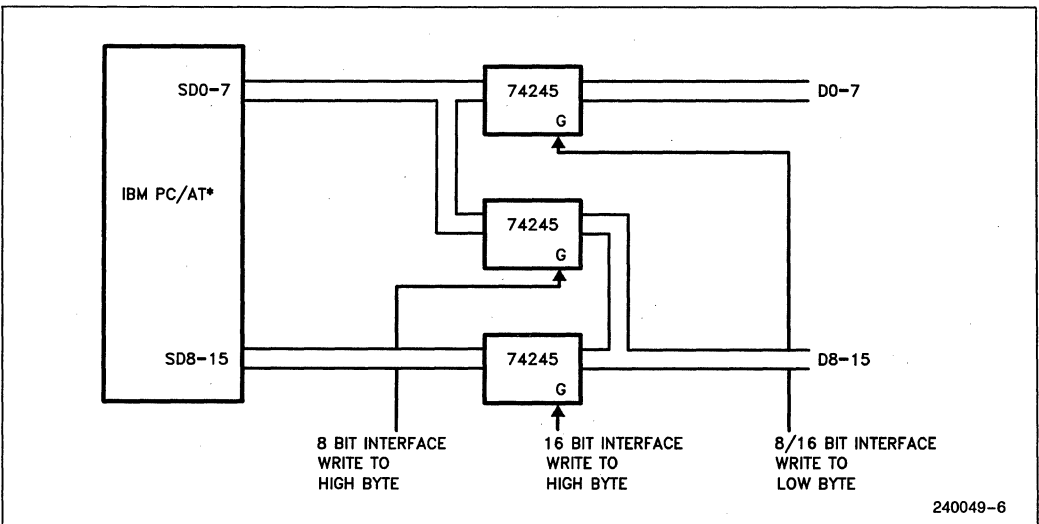 SD0-7
74245
G
D0-7
IBM PC/AT*
74245
G
SD8-15
74245
G
D8-15
8 BIT INTERFACE
WRITE TO
HIGH BYTE
16 BIT INTERFACE
WRITE TO
HIGH BYTE
8/16 BIT INTERFACE
WRITE TO
LOW BYTE
240049-6